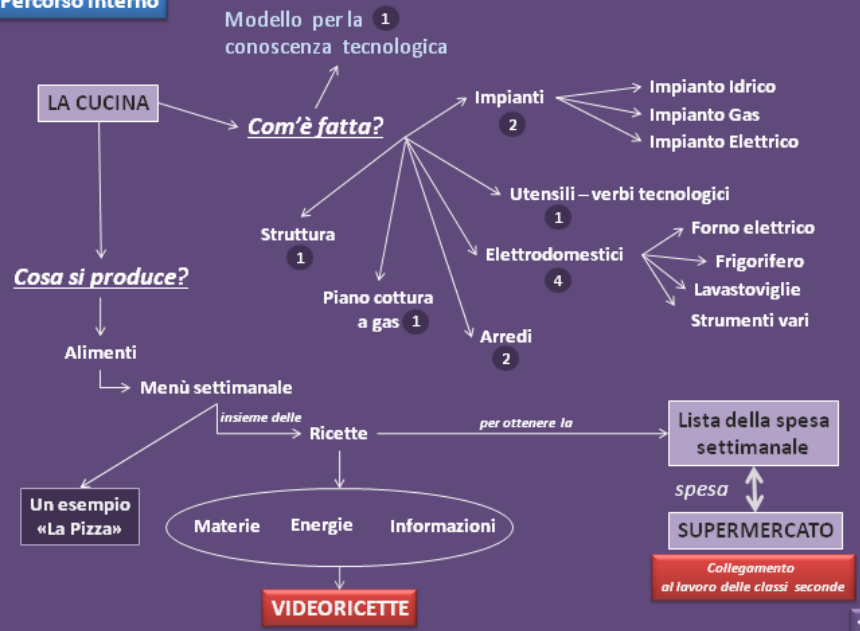 Percorso Interno
Modello per la 1
conoscenza tecnologica
LA CUCINA
Com'è fatta?
Impianti
2
Impianto Idrico
Impianto Gas
Impianto Elettrico
Utensili – verbi tecnologici
1
Struttura
1
Elettrodomestici
4
Forno elettrico
Frigorifero
Lavastoviglie
Strumenti vari
Piano cottura
a gas 1
Arredi
2
Cosa si produce?
Alimenti
Menù settimanale
insieme delle
Ricette
per ottenere la
Lista della spesa
settimanale
spesa
SUPERMERCATO
Collegamento
al lavoro delle classi seconde
Un esempio
«La Pizza»
Materie Energie Informazioni
VIDEORICETTE